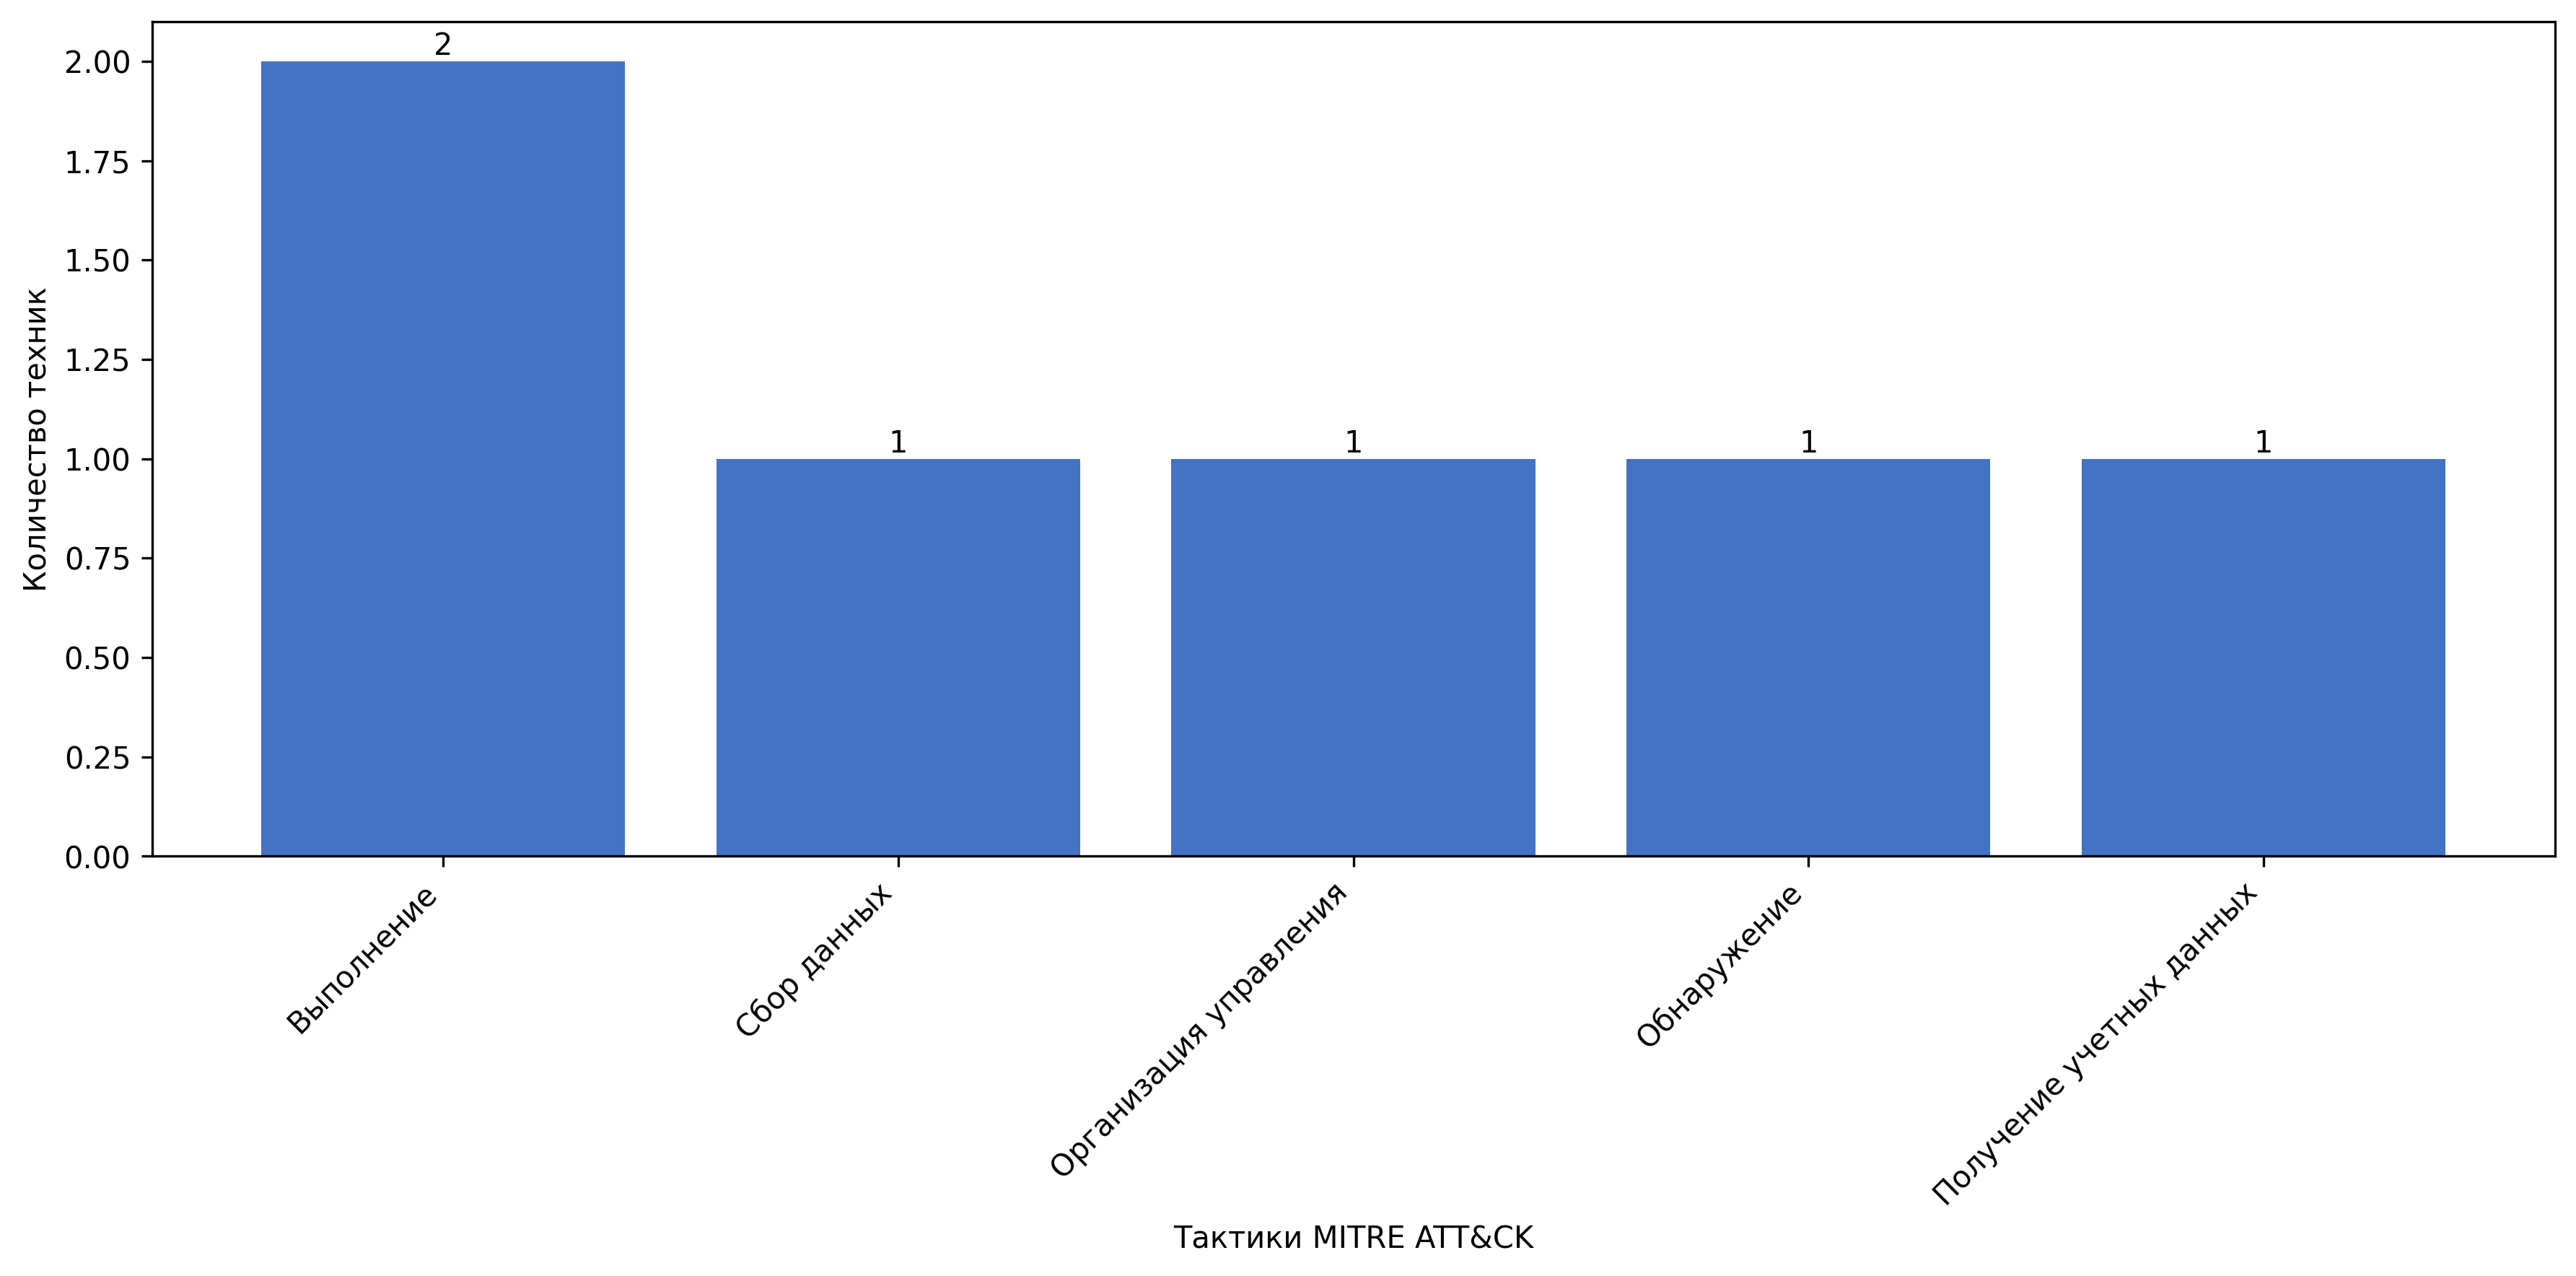 2
2.00
1.75
1.50
1.25
1 1 1 1
1.00
0.75
0.50
0.25
0.00
Количество техник
Выполнение
Сбор данных
Организация управления
Обнаружение
Получение учетных данных
Тактики MITRE ATT&CK